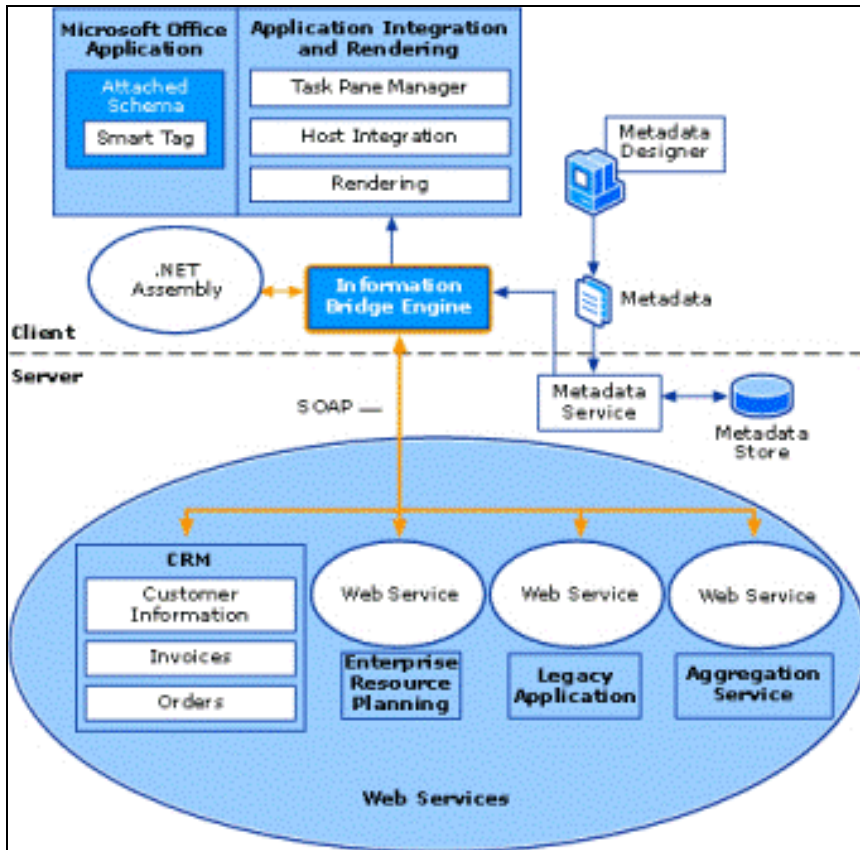 Microsoft Office
Application
Attached
Schema
Smart Tag
Application Integration
and Rendering
Task Pane Manager
Host Integration
Rendering
Metadata
Designer
.NET
Assembly
Information
Bridge Engine
Metadata
Client
Server
SOAP
Metadata
Service
Metadata
Store
CRM
Customer
Information
Invoices
Orders
Web Service
Enterprise
Resource
Planning
Web Service
Legacy
Application
Web Service
Aggregation
Service
Web Services